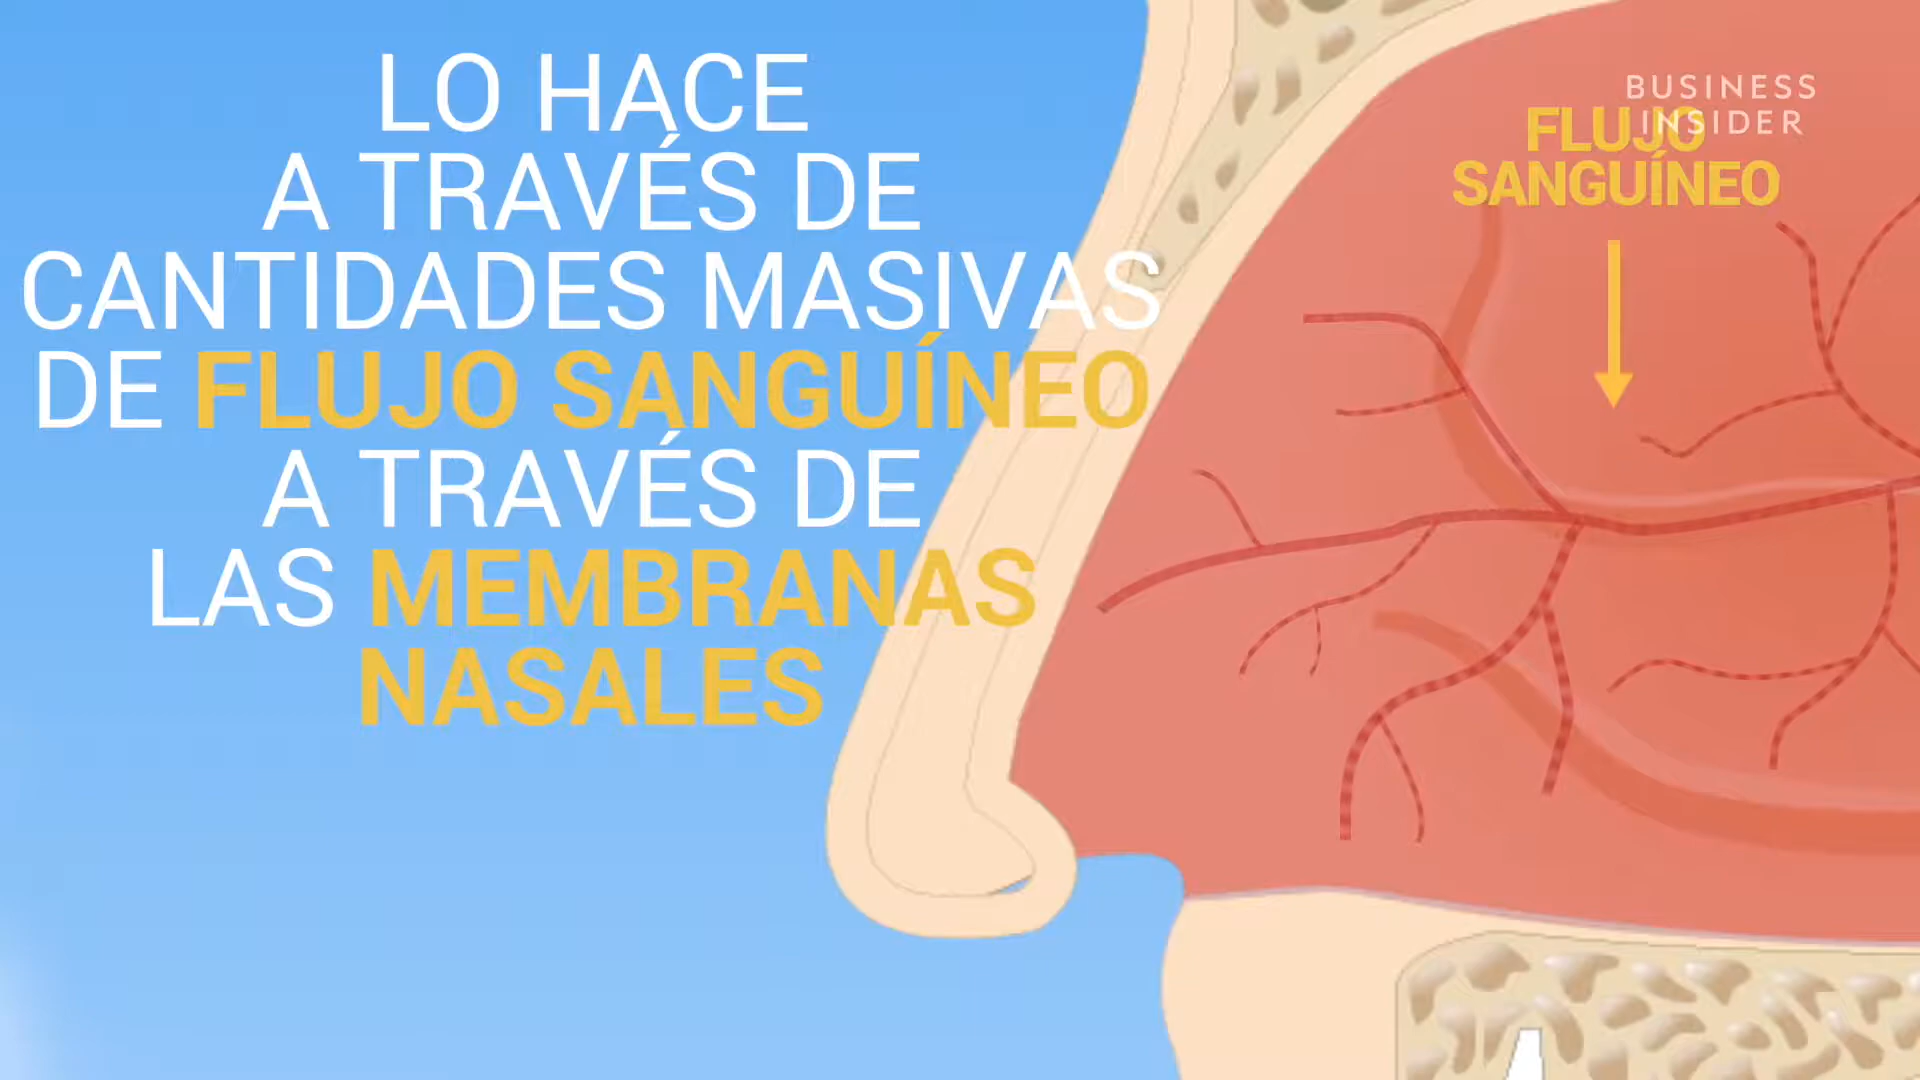 LO HACE
A TRAVÉS DE
CANTIDADES MASIVAS
DE FLUJO SANGUÍNEO
A TRAVÉS DE
LAS MEMBRANAS
NASALES
BUSINESS
INSIDER
FLUJO
SANGUÍNEO